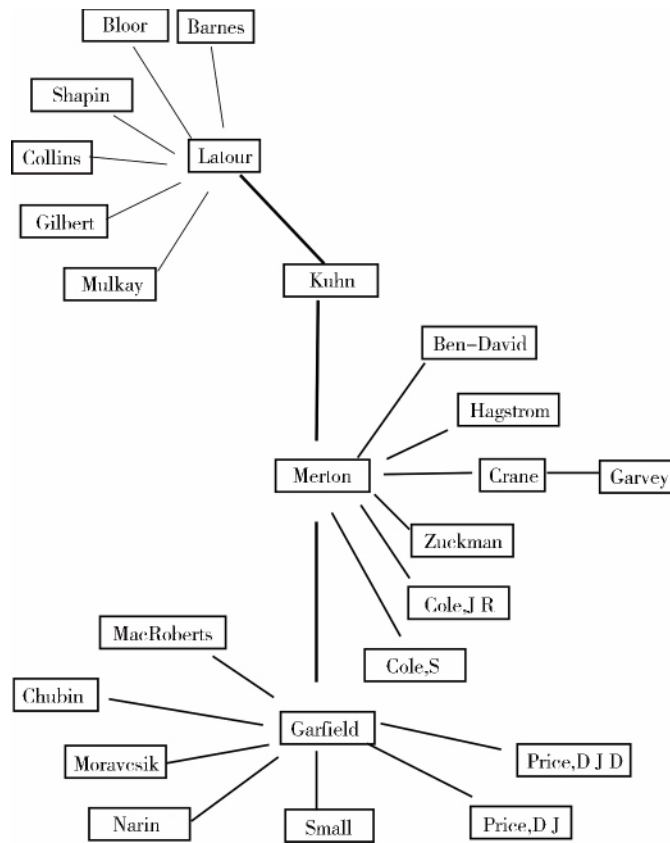 Bloor
Barnes
Shapin
Collins
Latour
Gilbert
Mulkay
Kuhn
Ben-David
Hagstrom
Merton
Crane
Garvey
Zuckman
Cole,J R
MacRoberts
Cole,S
Chubin
Garfield
Moravcsik
Price,D J D
Narin
Small
Price,D J